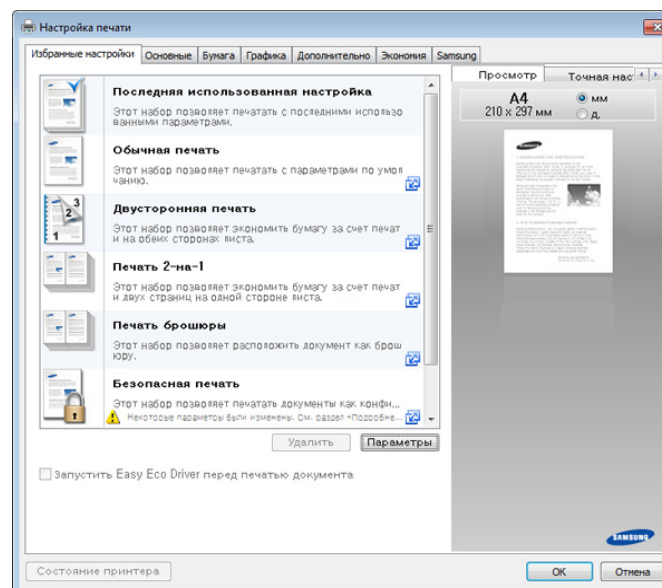 Настройка печати
Избранные настройки Основные Бумага Графика Дополнительно Экономия Samsung
Последняя использованная настройка
Этот набор позволяет печатать с последними использо
ванными параметрами.
Обычная печать
Этот набор позволяет печатать с параметрами по умол
чанию.
Двусторонняя печать
Этот набор позволяет экономить бумагу за счет печат
и на обеих сторонах листа.
Печать 2-на-1
Этот набор позволяет экономить бумагу за счет печат
и двух страниц на одной стороне листа.
Печать брошюры
Этот набор позволяет расположить документ как брош
юру.
Безопасная печать
Этот набор позволяет печатать документы как конфи...
Некоторые параметры были изменены. См. раздел "Подробне...
Удалить Параметры
Запустить Easy Eco Driver перед печатью документа
Просмотр Точная нас
A4
210 x 297 мм
мм
д.
SAMSUNG
SAMSUNG
Состояние принтера OK Отмена